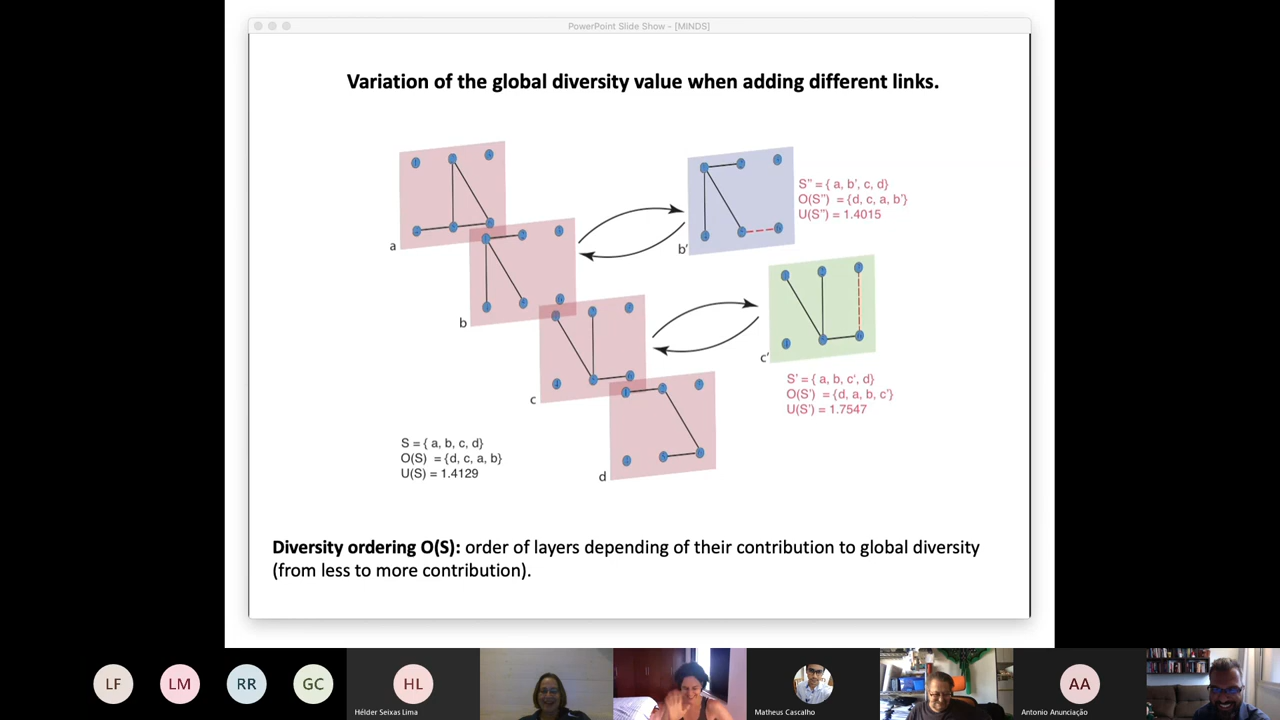 PowerPoint Slide Show – [MINDS]
Variation of the global diversity value when adding different links.
a
b
c
d
b'
c'
S'' = { a, b', c, d}
O(S'') = {d, c, a, b'}
U(S'') = 1.4015
S' = { a, b, c', d}
O(S') = {d, a, b, c'}
U(S') = 1.7547
S = { a, b, c, d}
O(S) = {d, c, a, b}
U(S) = 1.4129
Diversity ordering O(S): order of layers depending of their contribution to global diversity
(from less to more contribution).
LF
LM
RR
GC
HL
Hélder Seixas Lima
Matheus Cascalho
AA
Antonio Anunciação